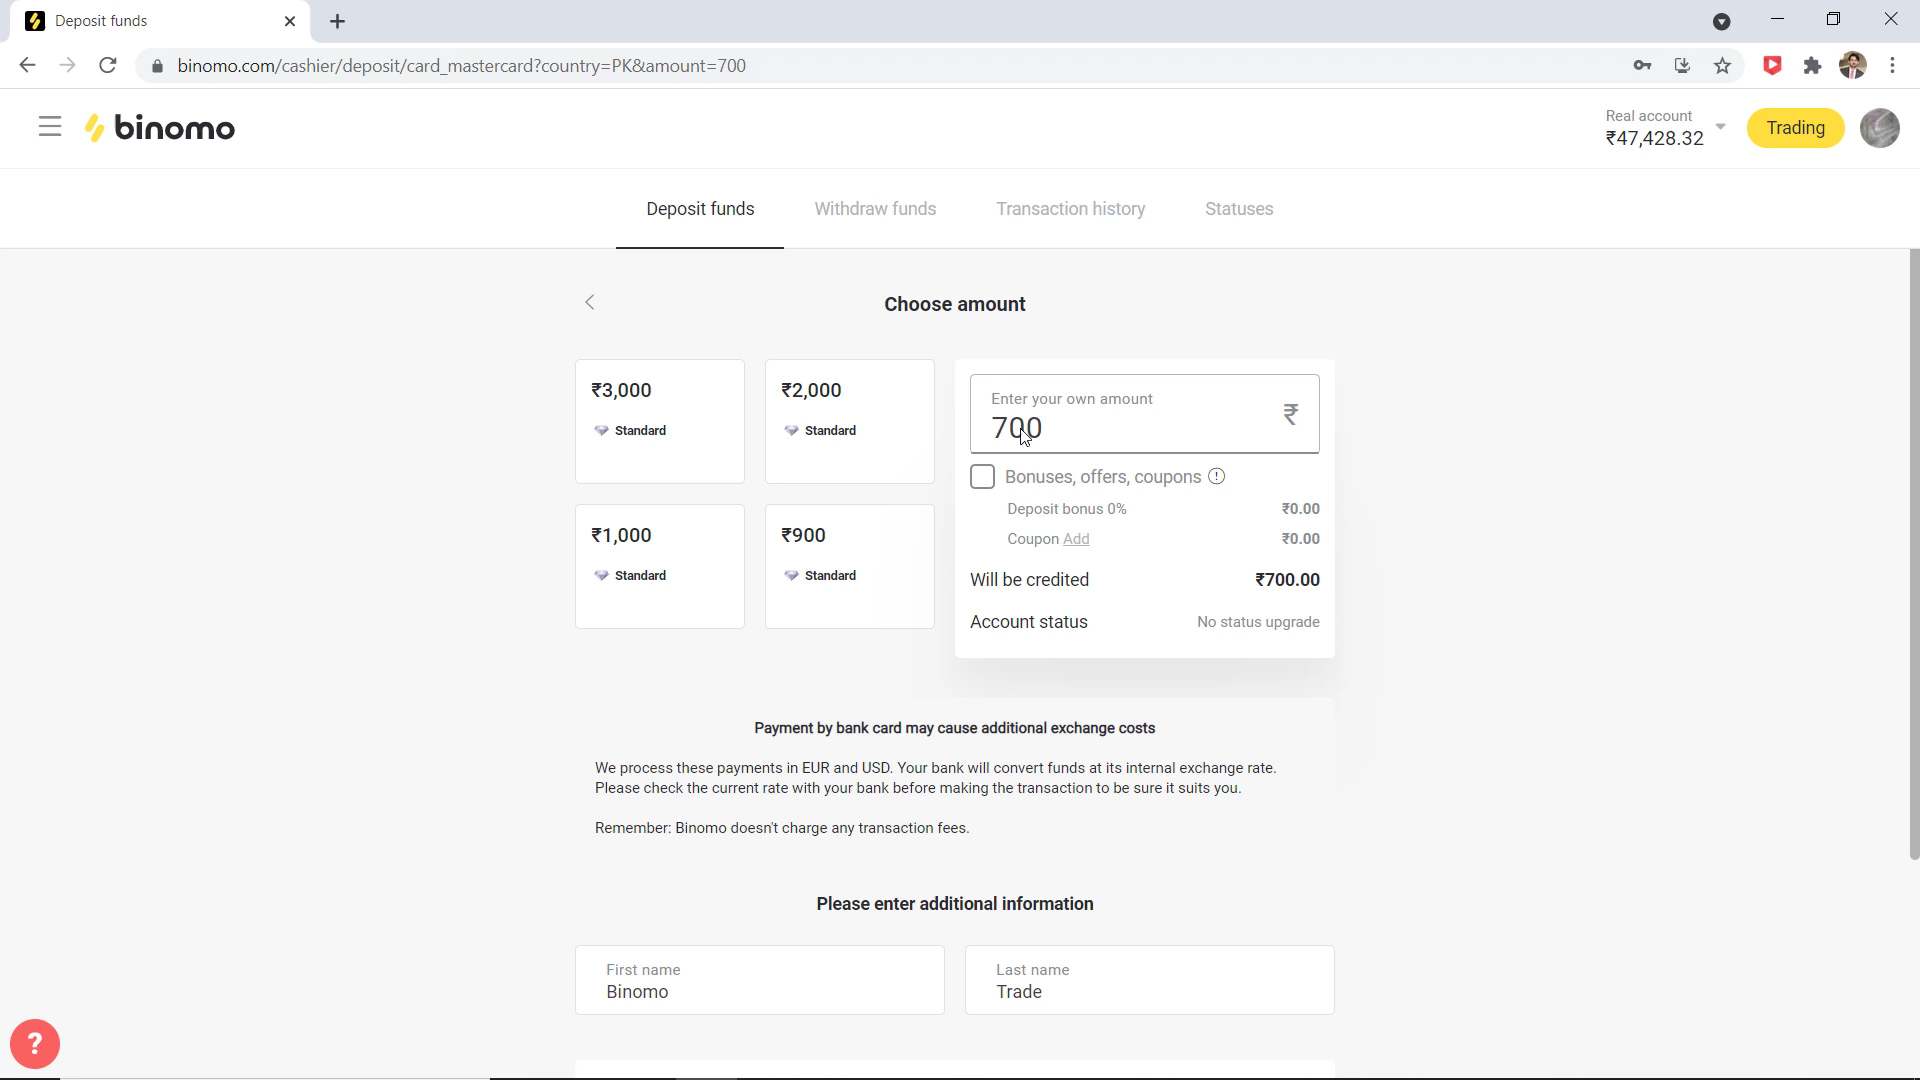 Deposit funds
binomo.com/cashier/deposit/card_mastercard?country=PK&amount=700
binomo
Real account
₹47,428.32
Trading
Deposit funds
Withdraw funds
Transaction history
Statuses
Choose amount
₹3,000
Standard
₹2,000
Standard
₹1,000
Standard
₹900
Standard
Enter your own amount
700
₹
Bonuses, offers, coupons
Deposit bonus 0% ₹0.00
Coupon Add ₹0.00
Will be credited ₹700.00
Account status No status upgrade
Payment by bank card may cause additional exchange costs
We process these payments in EUR and USD. Your bank will convert funds at its internal exchange rate.
Please check the current rate with your bank before making the transaction to be sure it suits you.
Remember: Binomo doesn't charge any transaction fees.
Please enter additional information
First name
Binomo
Last name
Trade
?